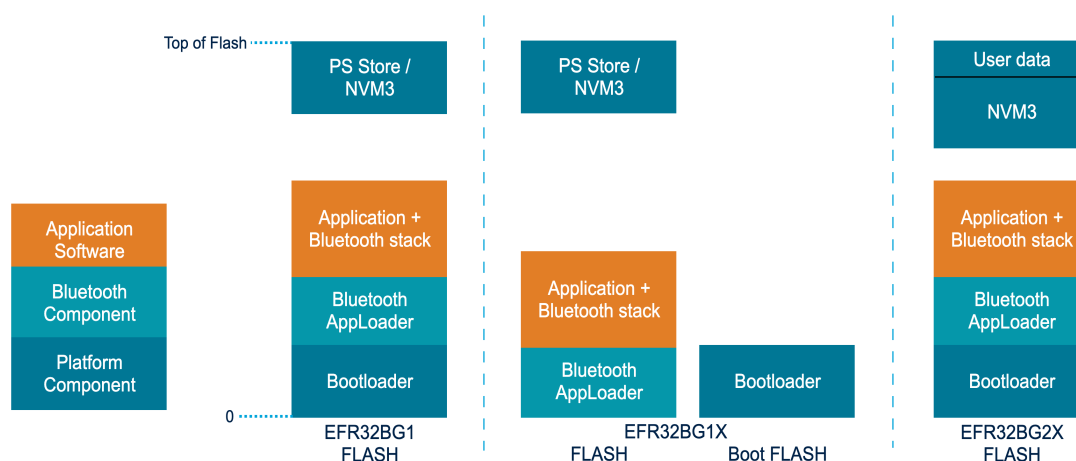 Top of Flash
PS Store /
NVM3
PS Store /
NVM3
User data
NVM3
Application
Software
Bluetooth
Component
Platform
Component
Application +
Bluetooth stack
Bluetooth
AppLoader
Bootloader
0
EFR32BG1
FLASH
Application +
Bluetooth stack
Bluetooth
AppLoader
Bootloader
EFR32BG1X
FLASH
Boot FLASH
Application +
Bluetooth stack
Bluetooth
AppLoader
Bootloader
EFR32BG2X
FLASH